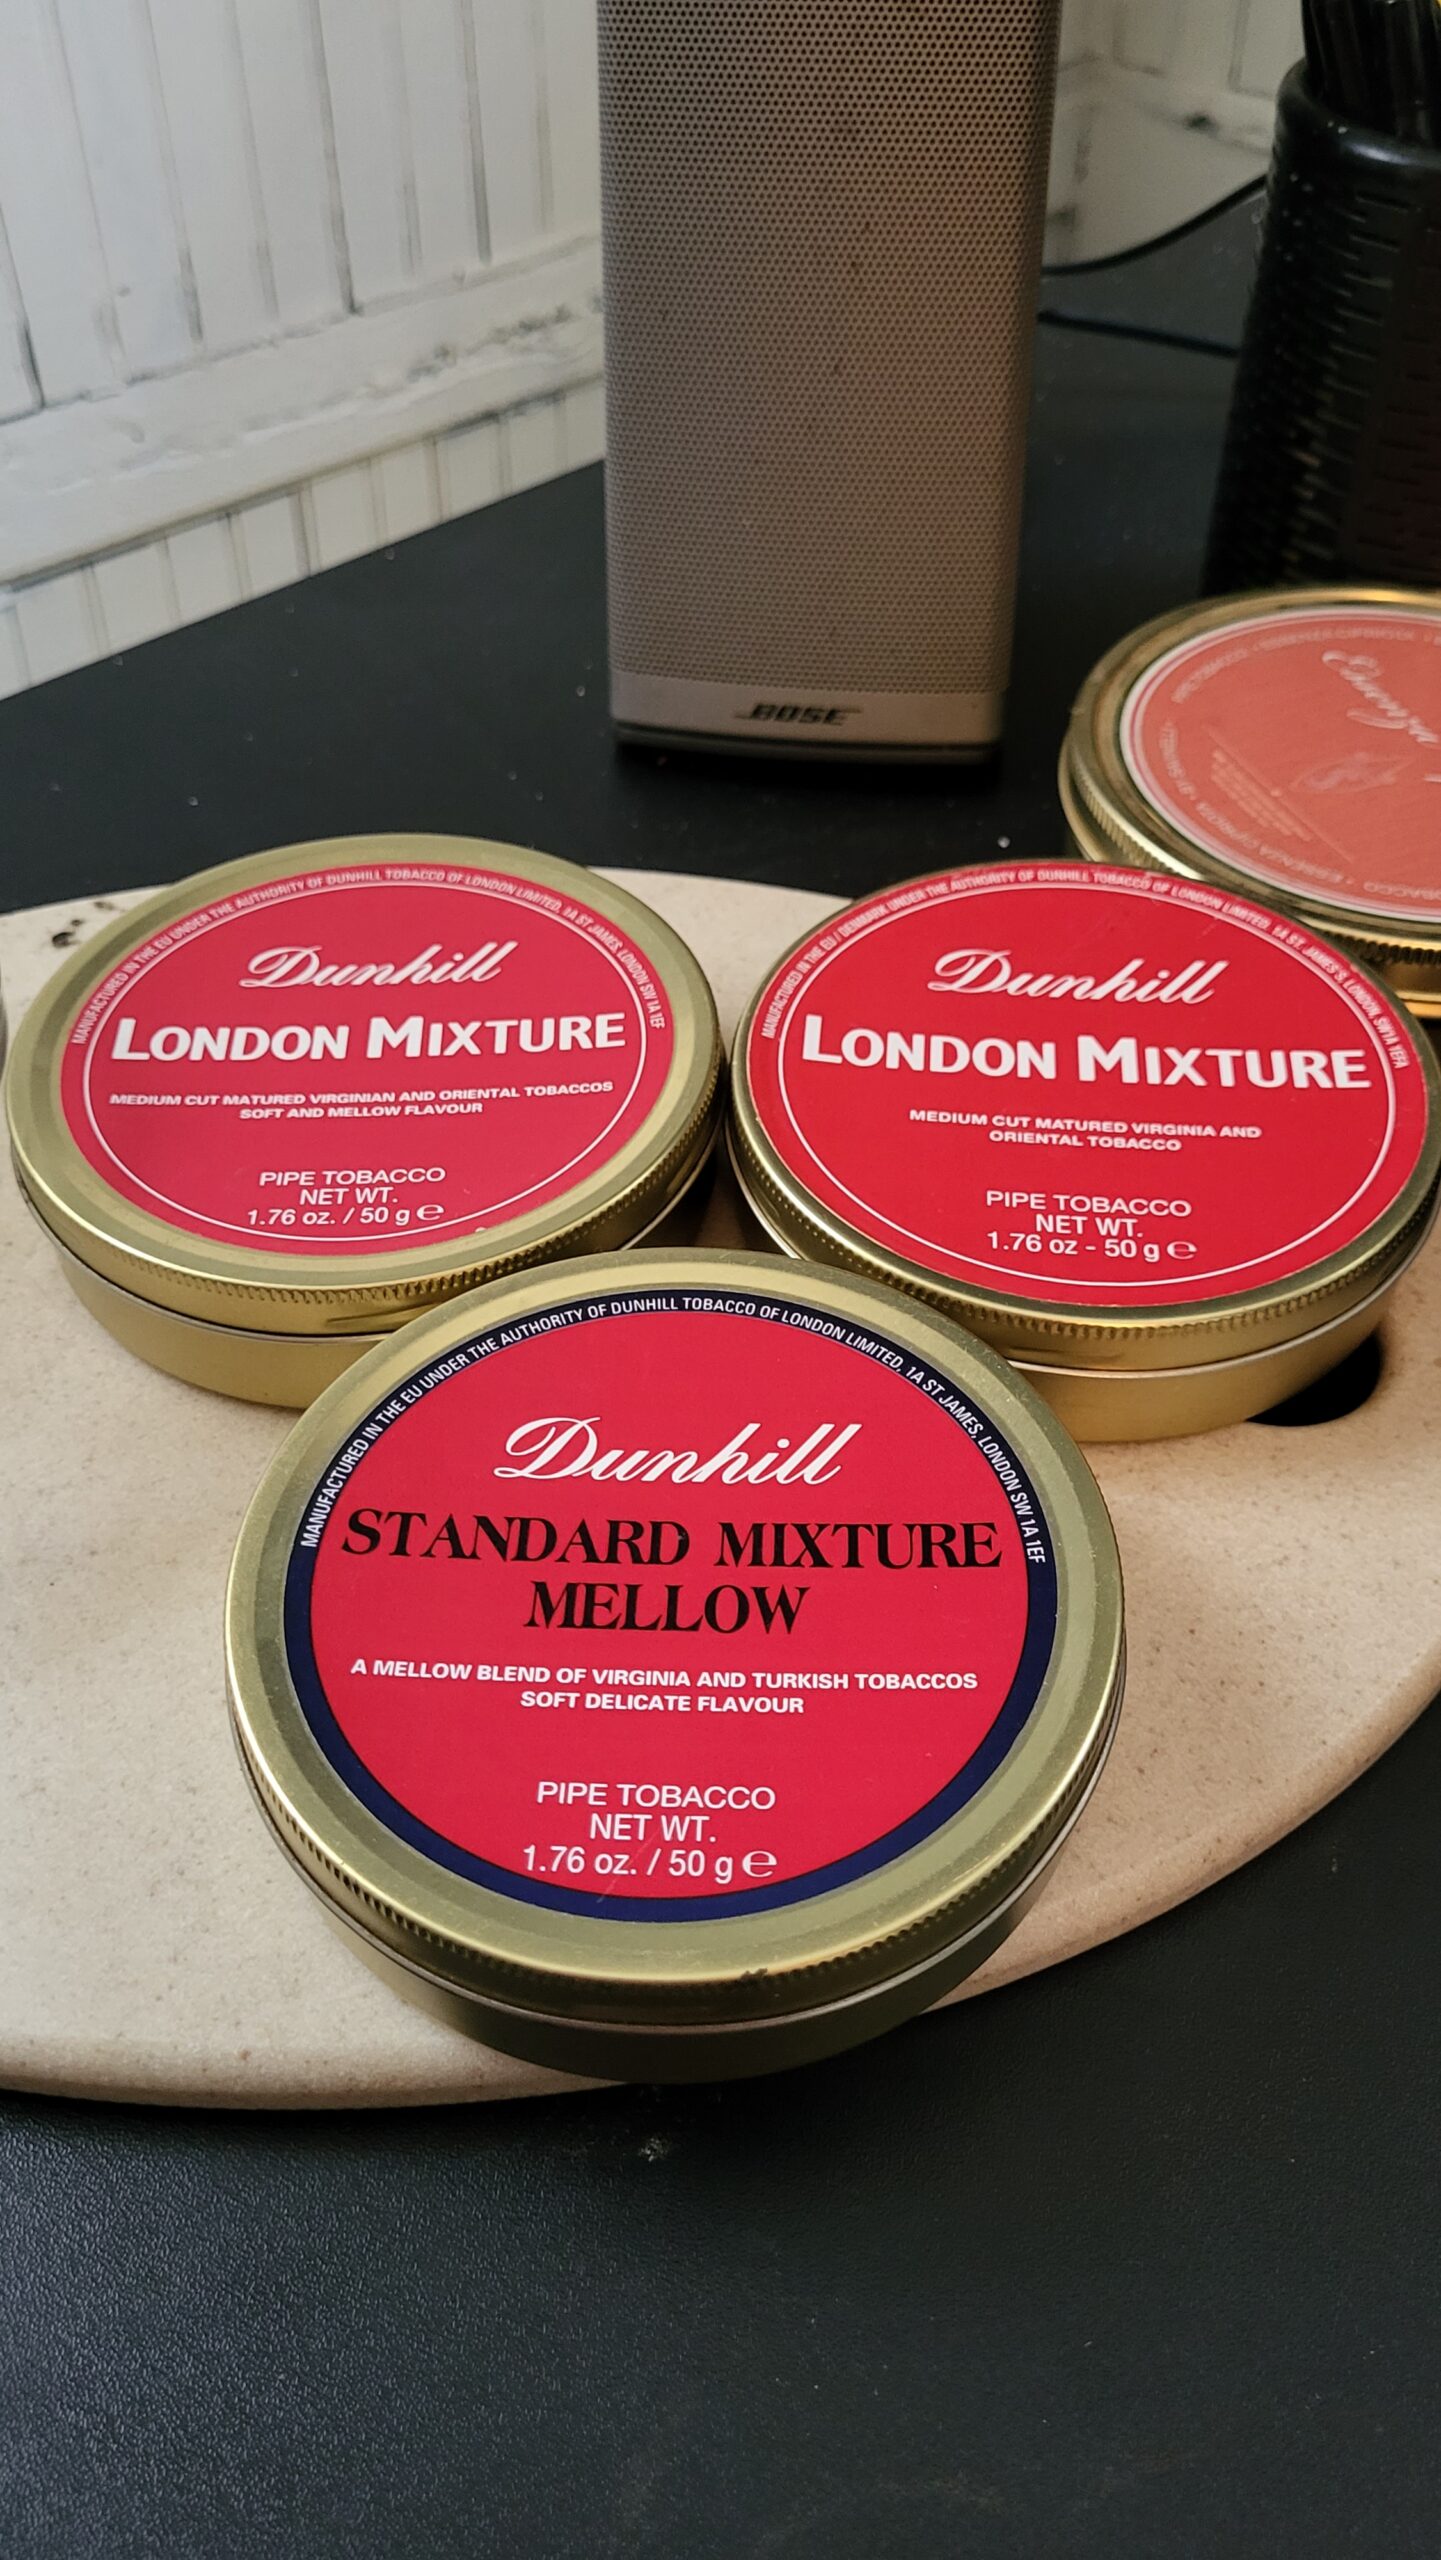 BOSE
MANUFACTURED IN THE EU UNDER THE AUTHORITY OF DUNHILL TOBACCO OF LONDON LIMITED, 1A ST JAMES, LONDON SW 1A 1EF
Dunhill
LONDON MIXTURE
MEDIUM CUT MATURED VIRGINIAN AND ORIENTAL TOBACCOS
SOFT AND MELLOW FLAVOUR
PIPE TOBACCO
NET WT.
1.76 oz. / 50 g ℮
MANUFACTURED IN THE EU / DENMARK UNDER THE AUTHORITY OF DUNHILL TOBACCO OF LONDON LIMITED, 1A ST. JAMES'S, LONDON, SW1A
Dunhill
LONDON MIXTURE
MEDIUM CUT MATURED VIRGINIA AND
ORIENTAL TOBACCO
PIPE TOBACCO
NET WT.
1.76 oz - 50 g ℮
MANUFACTURED IN THE EU UNDER THE AUTHORITY OF DUNHILL TOBACCO OF LONDON LIMITED, 1A ST JAMES, LONDON SW 1A 1EF
Dunhill
STANDARD MIXTURE
MELLOW
A MELLOW BLEND OF VIRGINIA AND TURKISH TOBACCOS
SOFT DELICATE FLAVOUR
PIPE TOBACCO
NET WT.
1.76 oz. / 50 g ℮